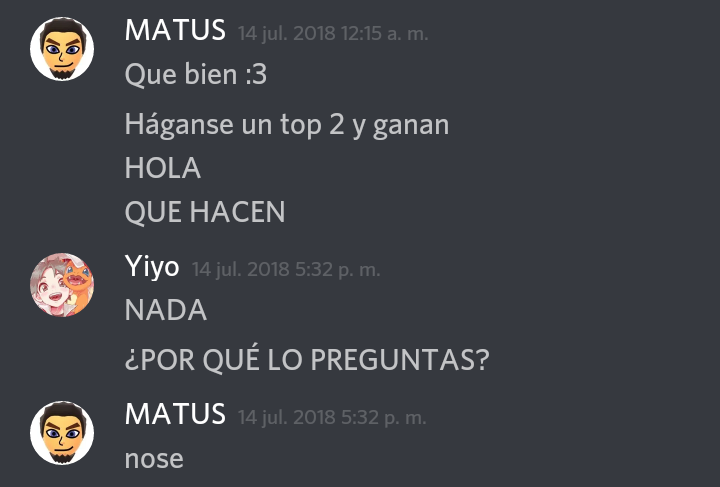 MATUS 14 jul. 2018 12:15 a. m.
Que bien :3
Háganse un top 2 y ganan
HOLA
QUE HACEN
Yiyo 14 jul. 2018 5:32 p. m.
NADA
¿POR QUÉ LO PREGUNTAS?
MATUS 14 jul. 2018 5:32 p. m.
nose